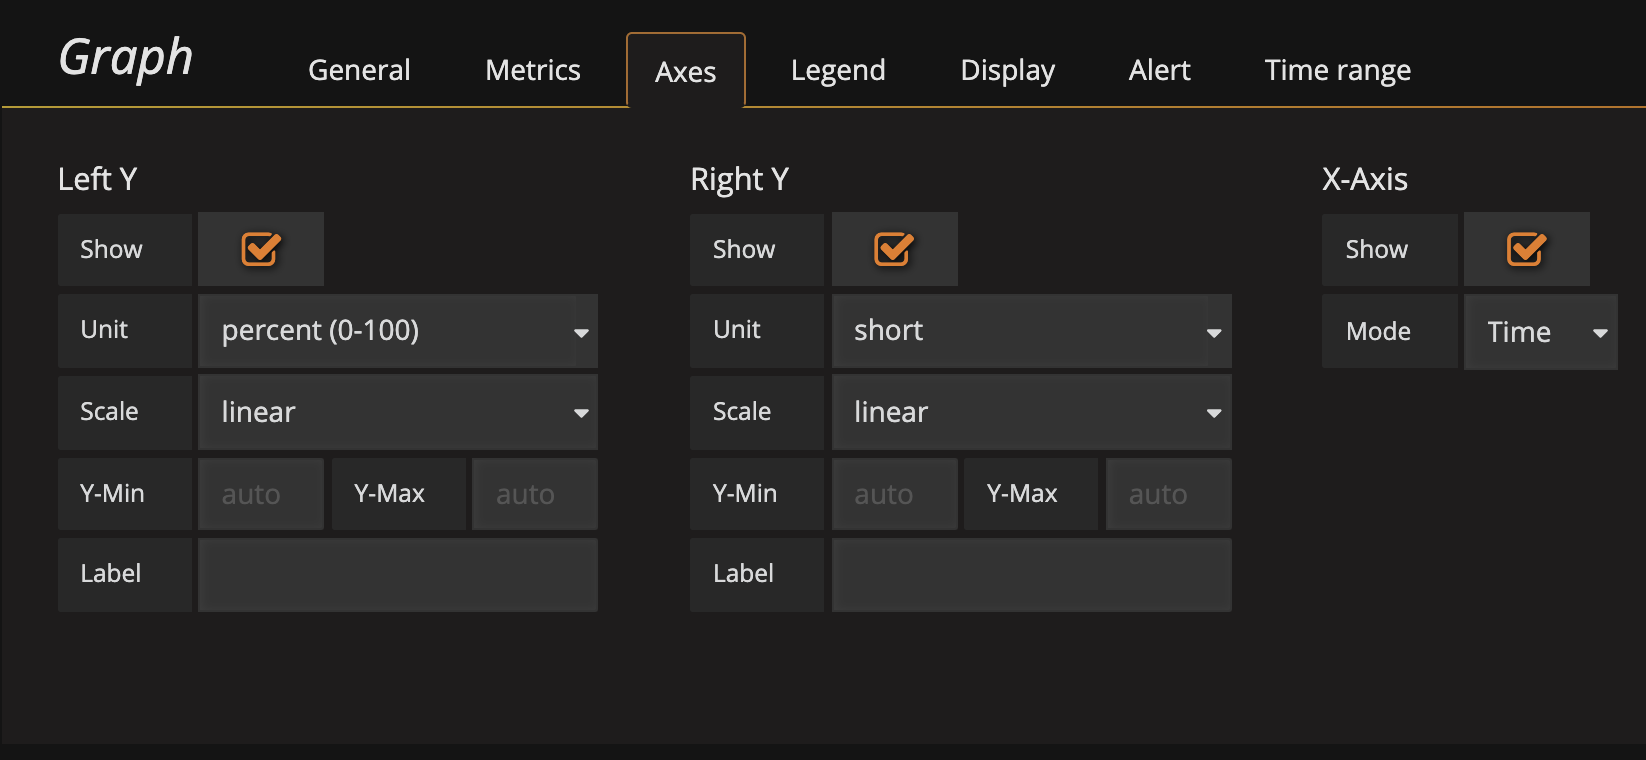 Graph General Metrics Axes Legend Display Alert Time range
Left Y Right Y X-Axis
Show Show Show
Unit percent (0-100) Unit short Mode Time
Scale linear Scale linear
Y-Min auto Y-Max auto Y-Min auto Y-Max auto
Label Label